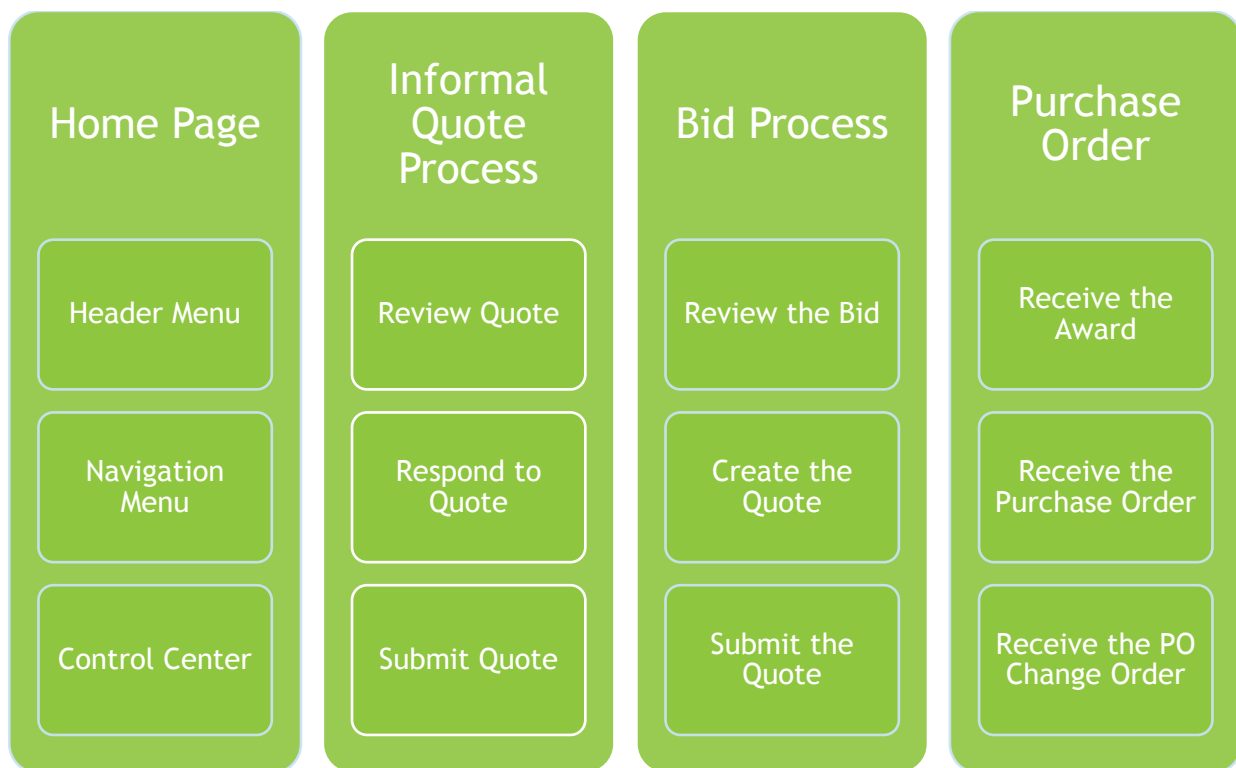 Home Page
Header Menu
Navigation
Menu
Control Center
Informal
Quote
Process
Review Quote
Respond to
Quote
Submit Quote
Bid Process
Review the Bid
Create the
Quote
Submit the
Quote
Purchase
Order
Receive the
Award
Receive the
Purchase Order
Receive the PO
Change Order